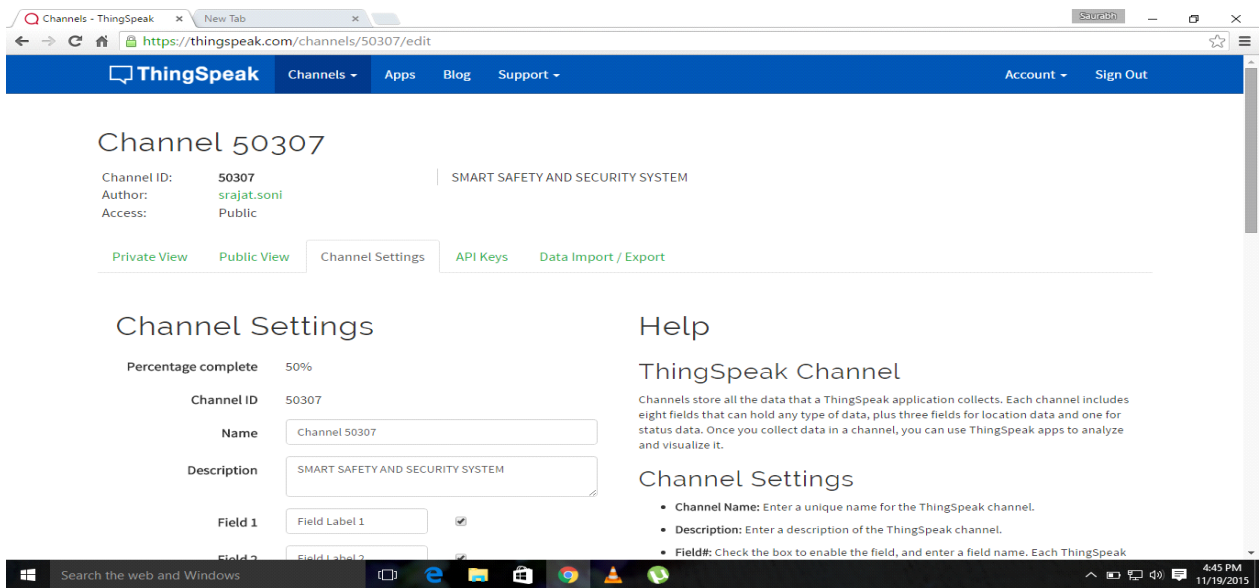 Channels - ThingSpeak
New Tab
Saurabh
https://thingspeak.com/channels/50307/edit
ThingSpeak Channels Apps Blog Support Account Sign Out
Channel 50307
Channel ID: 50307 SMART SAFETY AND SECURITY SYSTEM
Author: srajat.soni
Access: Public
Private View Public View Channel Settings API Keys Data Import / Export
Channel Settings
Percentage complete 50%
Channel ID 50307
Name Channel 50307
Description SMART SAFETY AND SECURITY SYSTEM
Field 1 Field Label 1
Field 2 Field Label 2
Help
ThingSpeak Channel
Channels store all the data that a ThingSpeak application collects. Each channel includes
eight fields that can hold any type of data, plus three fields for location data and one for
status data. Once you collect data in a channel, you can use ThingSpeak apps to analyze
and visualize it.
Channel Settings
• Channel Name: Enter a unique name for the ThingSpeak channel.
• Description: Enter a description of the ThingSpeak channel.
• Field#: Check the box to enable the field, and enter a field name. Each ThingSpeak
Search the web and Windows
4:45 PM
11/19/2015